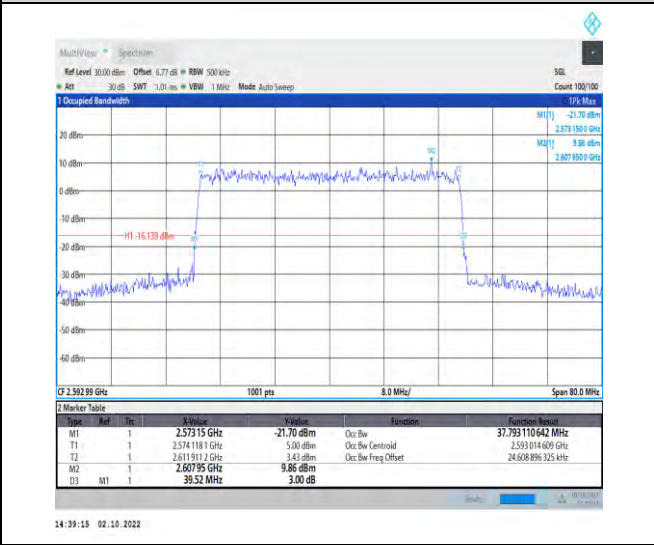 MultiView Spectrum
Ref Level 30.00 dBm Offset 6.77 dB RBW 500 kHz SGL
Att 30 dB SWT 1.01 ms VBW 1 MHz Mode Auto Sweep Count 100/100
1 Occupied Bandwidth 1Pk Max
M1[1] -21.70 dBm
2.573 1500 GHz
20 dBm M2[1] 9.86 dBm
2.607 9500 GHz
M2
10 dBm
0 dBm
-10 dBm
H1 -16.139 dBm
M1
-20 dBm
-30 dBm
-40 dBm
-50 dBm
-60 dBm
CF 2.592 99 GHz 1001 pts 8.0 MHz/ Span 80.0 MHz
2 Marker Table
Type Ref Trc X-Value Y-Value Function Function Result
M1 1 2.573 15 GHz -21.70 dBm Occ Bw 37.793 110 642 MHz
T1 1 2.574 118 1 GHz 5.00 dBm Occ Bw Centroid 2.593 014 609 GHz
T2 1 2.611 911 2 GHz 3.43 dBm Occ Bw Freq Offset 24.608 896 325 kHz
M2 1 2.607 95 GHz 9.86 dBm
D3 M1 1 39.52 MHz 3.00 dB
14:39:15 02.10.2022